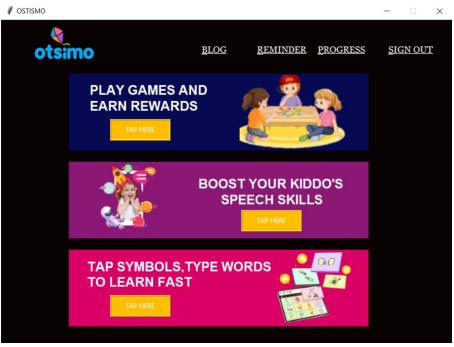 OSTISMO
otsimo
BLOG REMINDER PROGRESS SIGN OUT
PLAY GAMES AND
EARN REWARDS
TAP HERE
BOOST YOUR KIDDO'S
SPEECH SKILLS
TAP HERE
TAP SYMBOLS,TYPE WORDS
TO LEARN FAST
TAP HERE